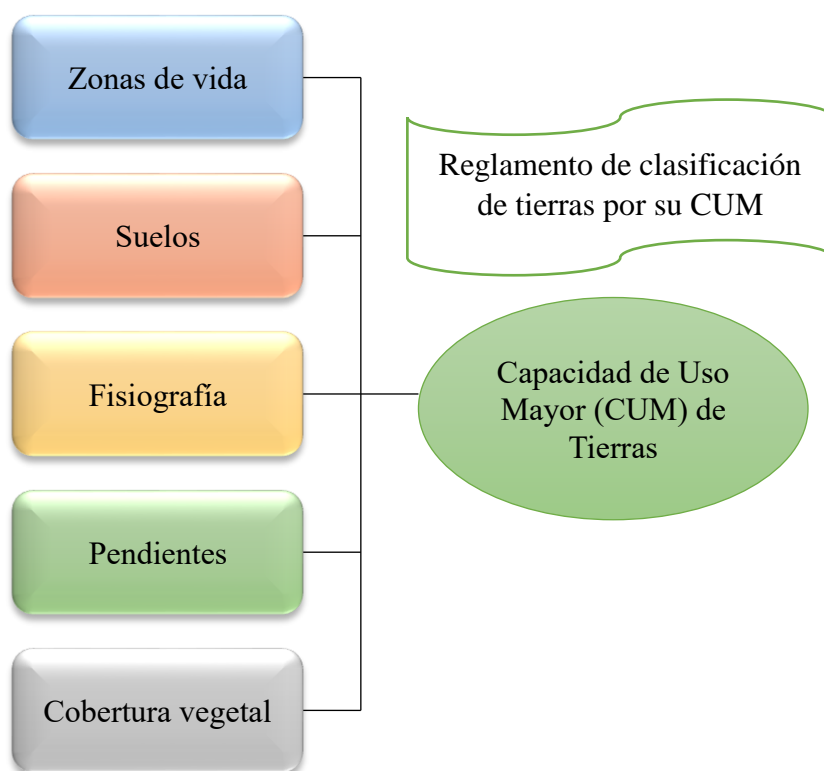 Zonas de vida
Suelos
Fisiografía
Pendientes
Cobertura vegetal
Reglamento de clasificación
de tierras por su CUM
Capacidad de Uso
Mayor (CUM) de
Tierras